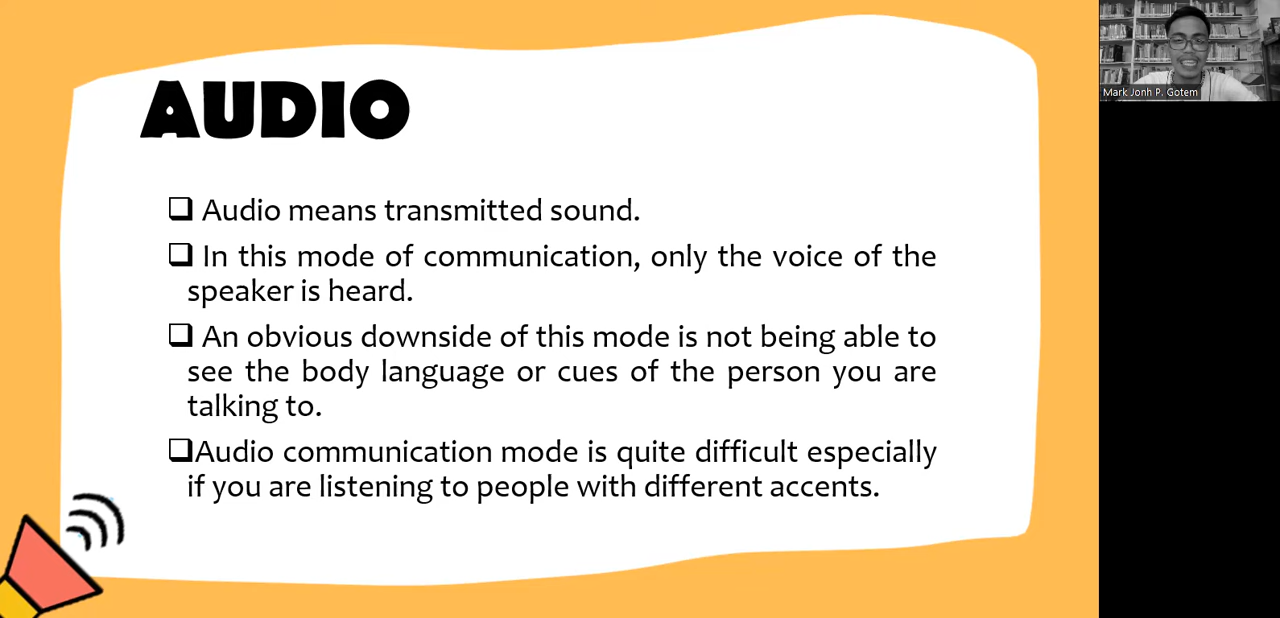 AUDIO
Audio means transmitted sound.
In this mode of communication, only the voice of the
speaker is heard.
An obvious downside of this mode is not being able to
see the body language or cues of the person you are
talking to.
Audio communication mode is quite difficult especially
if you are listening to people with different accents.
Mark Jonh P. Gotem